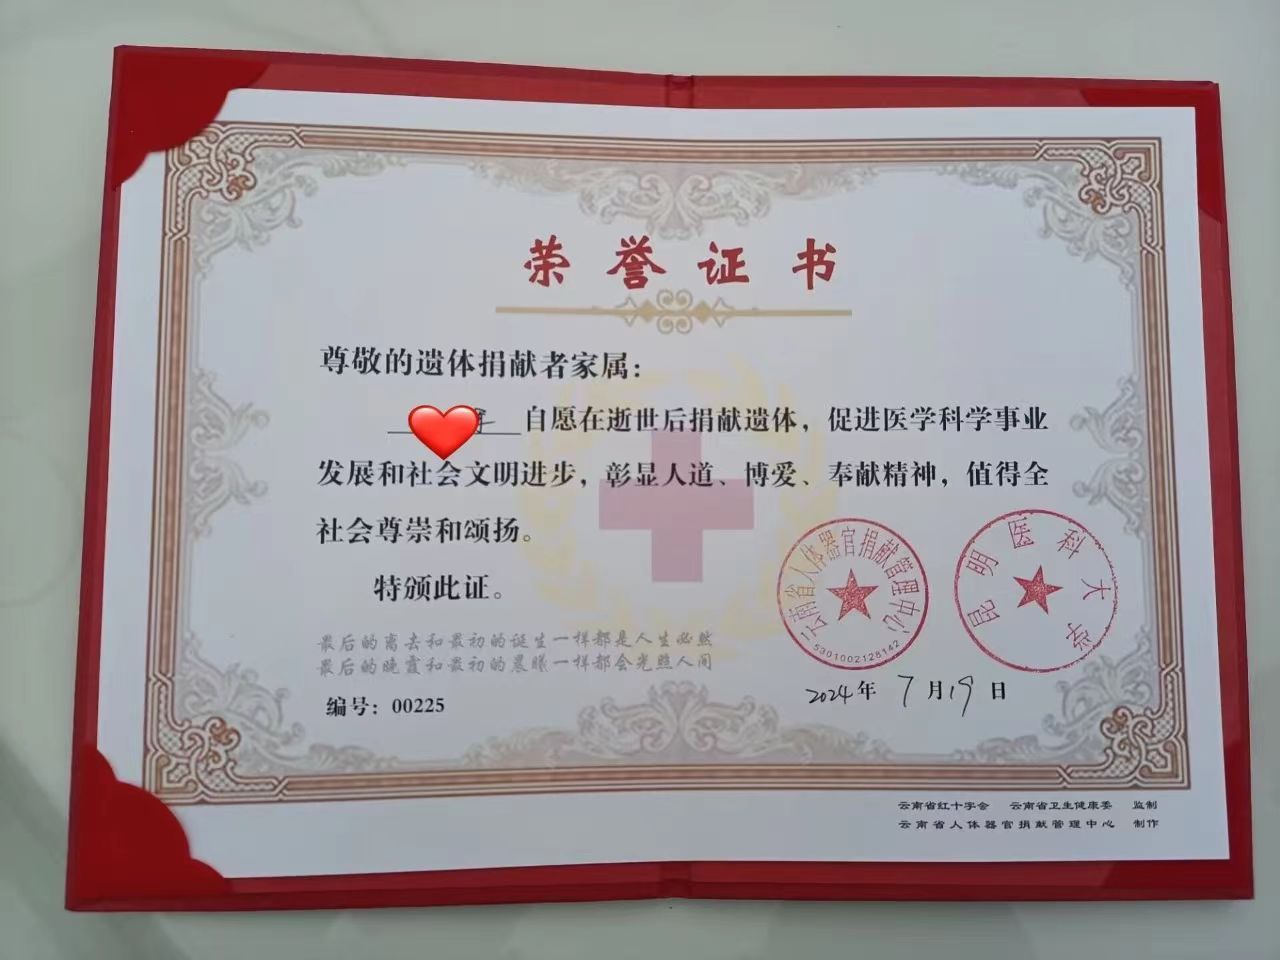 荣誉证书
尊敬的遗体捐献者家属：
自愿在逝世后捐献遗体，促进医学科学事业
发展和社会文明进步，彰显人道、博爱、奉献精神，值得全
社会尊崇和颂扬。
特颁此证。
云南省人体器官捐献管理中心
5301002128142
昆明医科大学
最后的离去和最初的诞生一样都是人生必然
最后的晚霞和最初的晨曦一样都会光照人间
2024年7月19日
编号：00225
云南省红十字会 云南省卫生健康委 监制
云南省人体器官捐献管理中心 制作